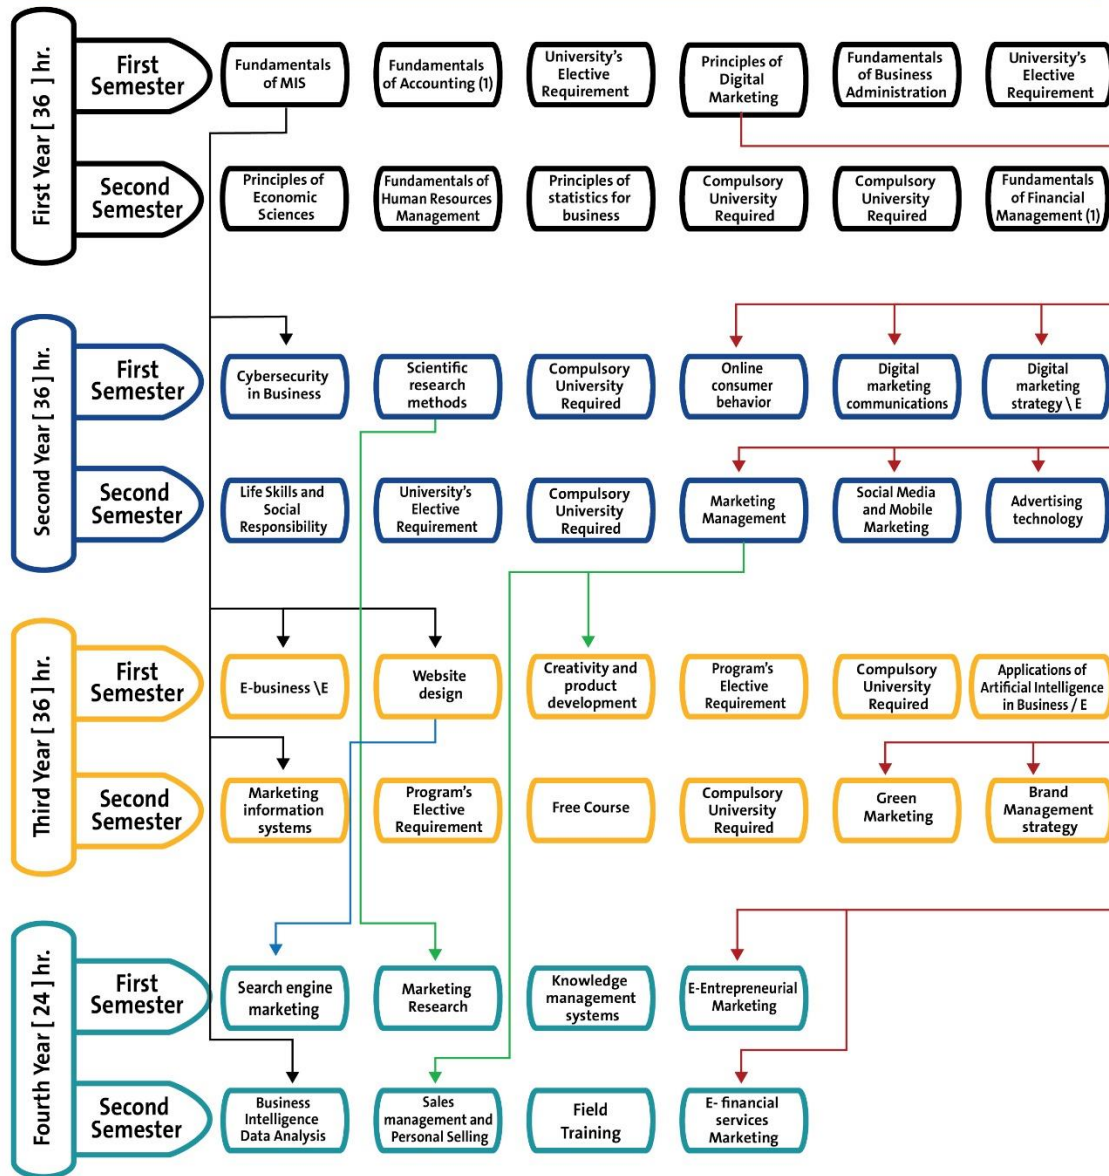 First Year [ 36 ] hr.
First
Semester
Fundamentals
of MIS
Fundamentals
of Accounting (1)
University's
Elective
Requirement
Principles of
Digital
Marketing
Fundamentals
of Business
Administration
University's
Elective
Requirement
Second
Semester
Principles of
Economic
Sciences
Fundamentals of
Human Resources
Management
Principles of
statistics for
business
Compulsory
University
Required
Compulsory
University
Required
Fundamentals
of Financial
Management (1)
Second Year [ 36 ] hr.
First
Semester
Cybersecurity
in Business
Scientific
research
methods
Compulsory
University
Required
Online
consumer
behavior
Digital
marketing
communications
Digital
marketing
strategy \ E
Second
Semester
Life Skills and
Social
Responsibility
University's
Elective
Requirement
Compulsory
University
Required
Marketing
Management
Social Media
and Mobile
Marketing
Advertising
technology
Third Year [ 36 ] hr.
First
Semester
E-business \E
Website
design
Creativity and
product
development
Program's
Elective
Requirement
Compulsory
University
Required
Applications of
Artificial Intelligence
in Business / E
Second
Semester
Marketing
information
systems
Program's
Elective
Requirement
Free Course
Compulsory
University
Required
Green
Marketing
Brand
Management
strategy
Fourth Year [ 24 ] hr.
First
Semester
Search engine
marketing
Marketing
Research
Knowledge
management
systems
E-Entrepreneurial
Marketing
Second
Semester
Business
Intelligence
Data Analysis
Sales
management and
Personal Selling
Field
Training
E- financial
services
Marketing